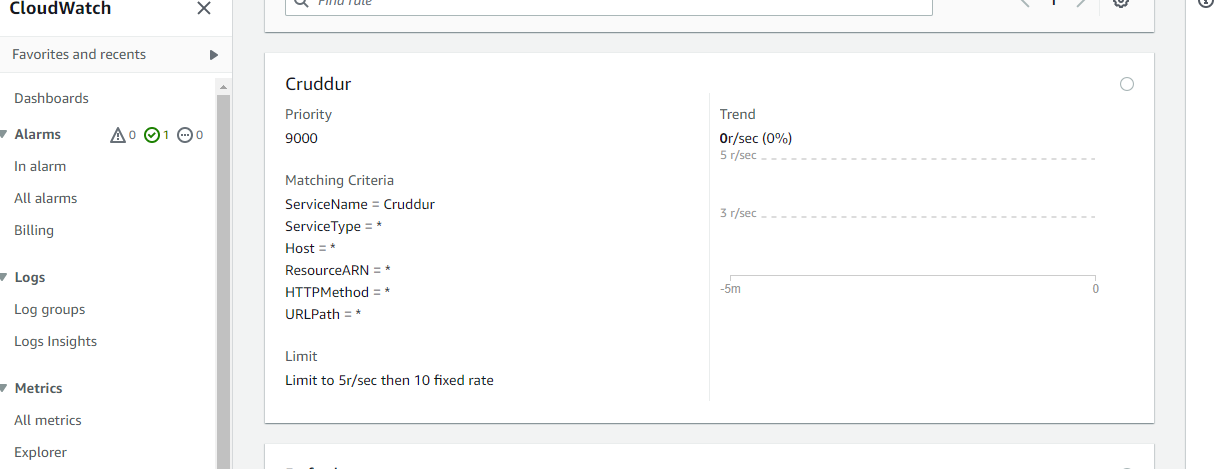 CloudWatch
Favorites and recents
Dashboards
Alarms 0 1 0
In alarm
All alarms
Billing
Logs
Log groups
Logs Insights
Metrics
All metrics
Explorer
Find rule
1
Cruddur
Priority
9000
Matching Criteria
ServiceName = Cruddur
ServiceType = *
Host = *
ResourceARN = *
HTTPMethod = *
URLPath = *
Limit
Limit to 5r/sec then 10 fixed rate
Trend
0r/sec (0%)
5 r/sec
3 r/sec
-5m 0